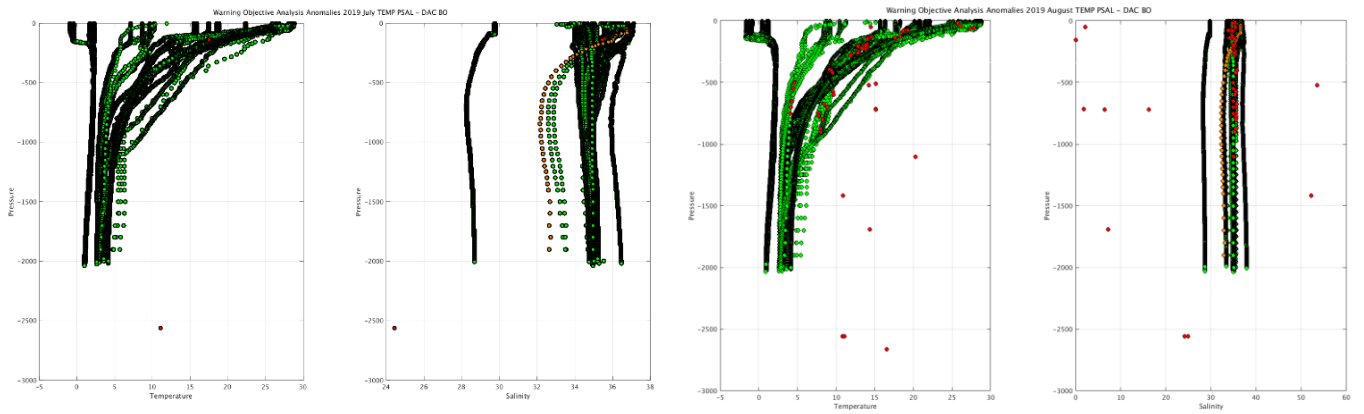 Warning Objective Analysis Anomalies 2019 July TEMP PSAL – DAC BO
0
−500
−1000
−1500
−2000
−2500
−3000
Pressure
−5 0 5 10 15 20 25 30
Temperature
0
−500
−1000
−1500
−2000
−2500
−3000
Pressure
24 26 28 30 32 34 36 38
Salinity
Warning Objective Analysis Anomalies 2019 August TEMP PSAL – DAC BO
0
−500
−1000
−1500
−2000
−2500
−3000
Pressure
−5 0 5 10 15 20 25 30
Temperature
0
−500
−1000
−1500
−2000
−2500
−3000
Pressure
0 10 20 30 40 50 60
Salinity